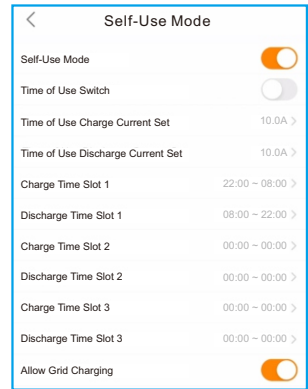 Self-Use Mode
Self-Use Mode
Time of Use Switch
Time of Use Charge Current Set 10.0A >
Time of Use Discharge Current Set 10.0A >
Charge Time Slot 1 22:00 ~ 08:00 >
Discharge Time Slot 1 08:00 ~ 22:00 >
Charge Time Slot 2 00:00 ~ 00:00 >
Discharge Time Slot 2 00:00 ~ 00:00 >
Charge Time Slot 3 00:00 ~ 00:00 >
Discharge Time Slot 3 00:00 ~ 00:00 >
Allow Grid Charging